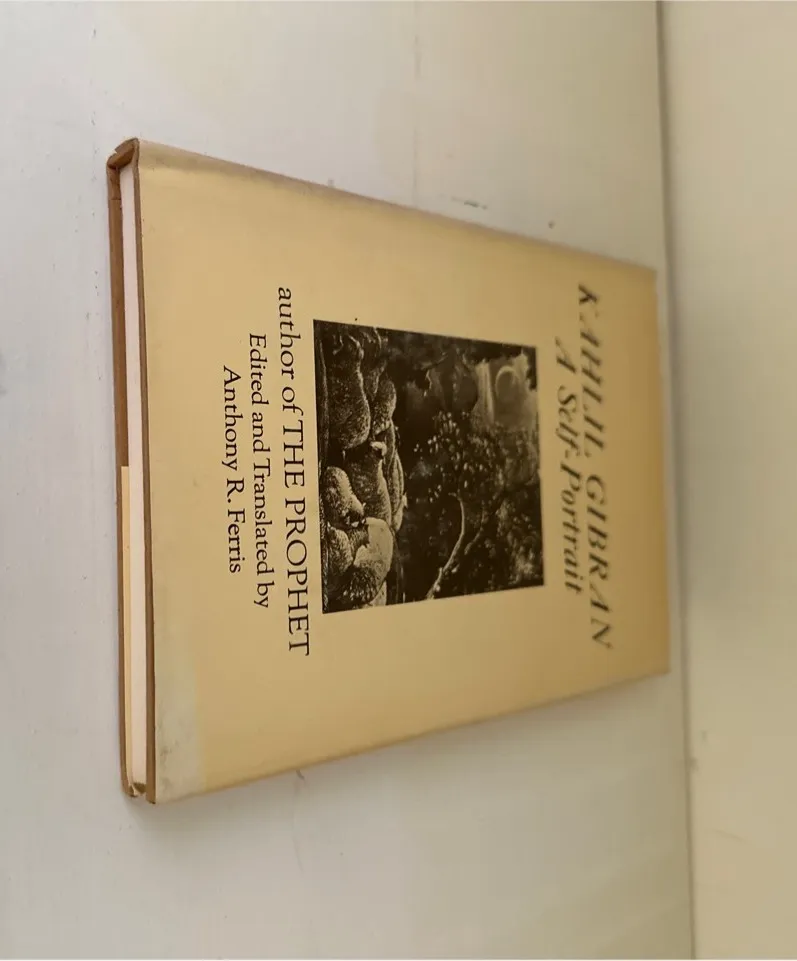 KAHLIL GIBRAN
A Self-Portrait
author of THE PROPHET
Edited and Translated by
Anthony R. Ferris